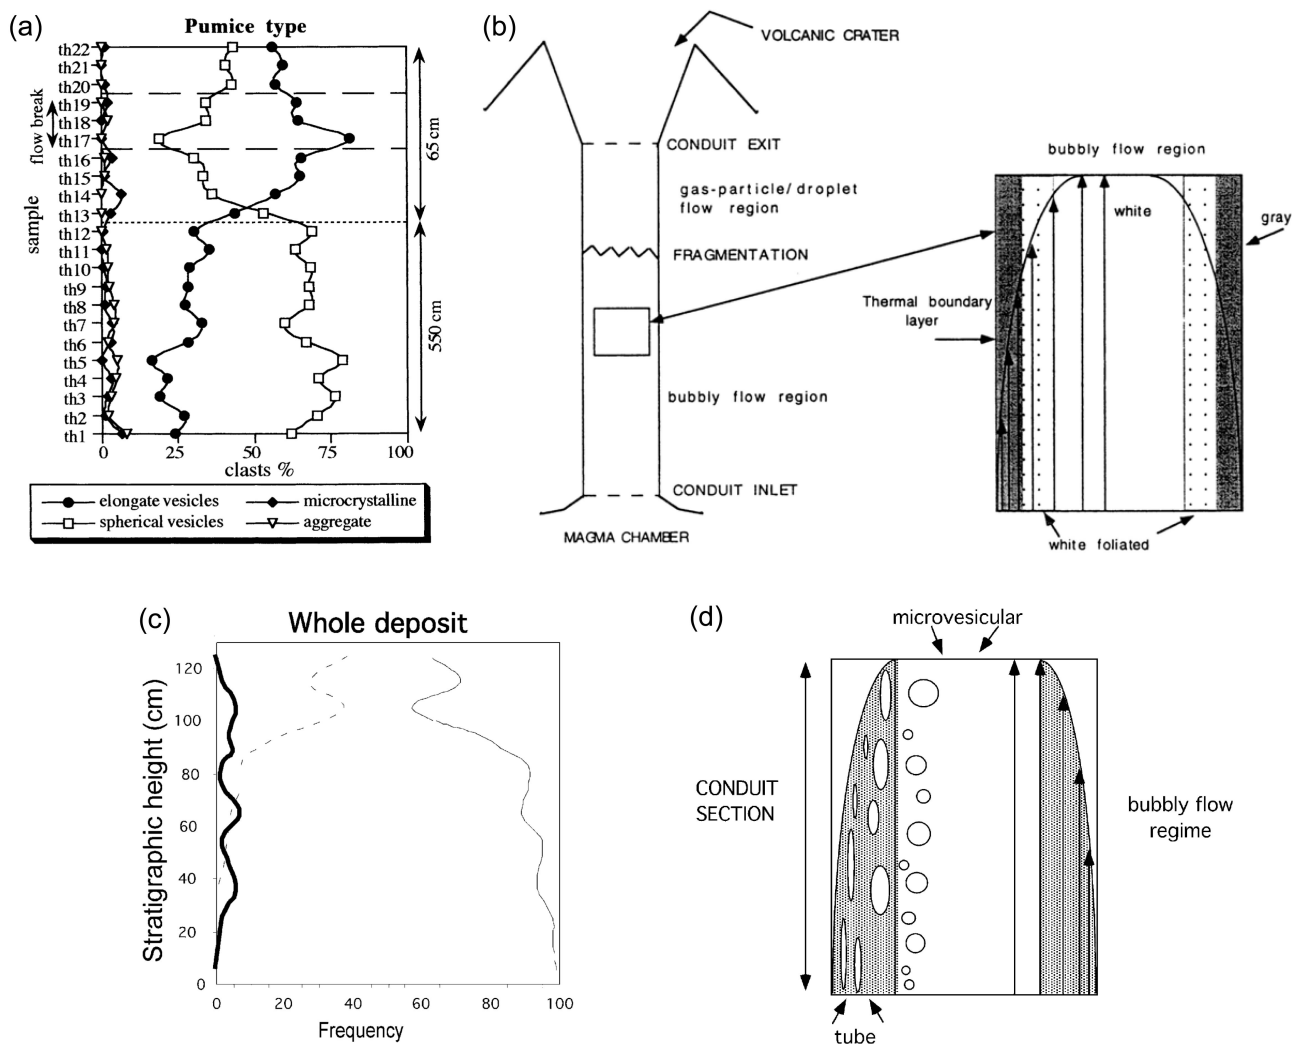 (a)
Pumice type
th22
th21
th20
th19
th18
th17
th16
th15
th14
th13
th12
th11
th10
th9
th8
th7
th6
th5
th4
th3
th2
th1
flow break
sample
65 cm
550 cm
0 25 50 75 100
clasts %
elongate vesicles
microcrystalline
spherical vesicles
aggregate
(b)
VOLCANIC CRATER
CONDUIT EXIT
gas-particle/droplet
flow region
FRAGMENTATION
bubbly flow region
CONDUIT INLET
MAGMA CHAMBER
bubbly flow region
white
gray
Thermal boundary
layer
white foliated
(c)
Whole deposit
Stratigraphic height (cm)
120
100
80
60
40
20
0
0 20 40 60 80 100
Frequency
(d)
microvesicular
CONDUIT
SECTION
bubbly flow
regime
tube